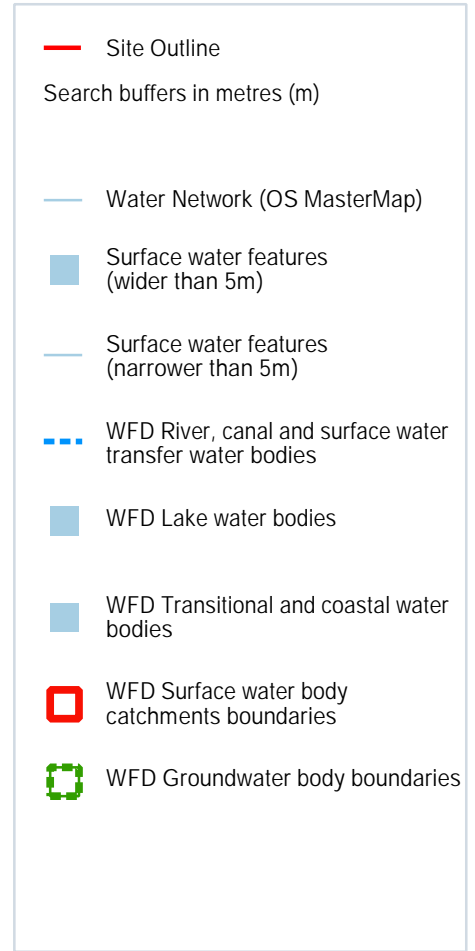 Site Outline
Search buffers in metres (m)
Water Network (OS MasterMap)
Surface water features
(wider than 5m)
Surface water features
(narrower than 5m)
WFD River, canal and surface water
transfer water bodies
WFD Lake water bodies
WFD Transitional and coastal water
bodies
WFD Surface water body
catchments boundaries
WFD Groundwater body boundaries